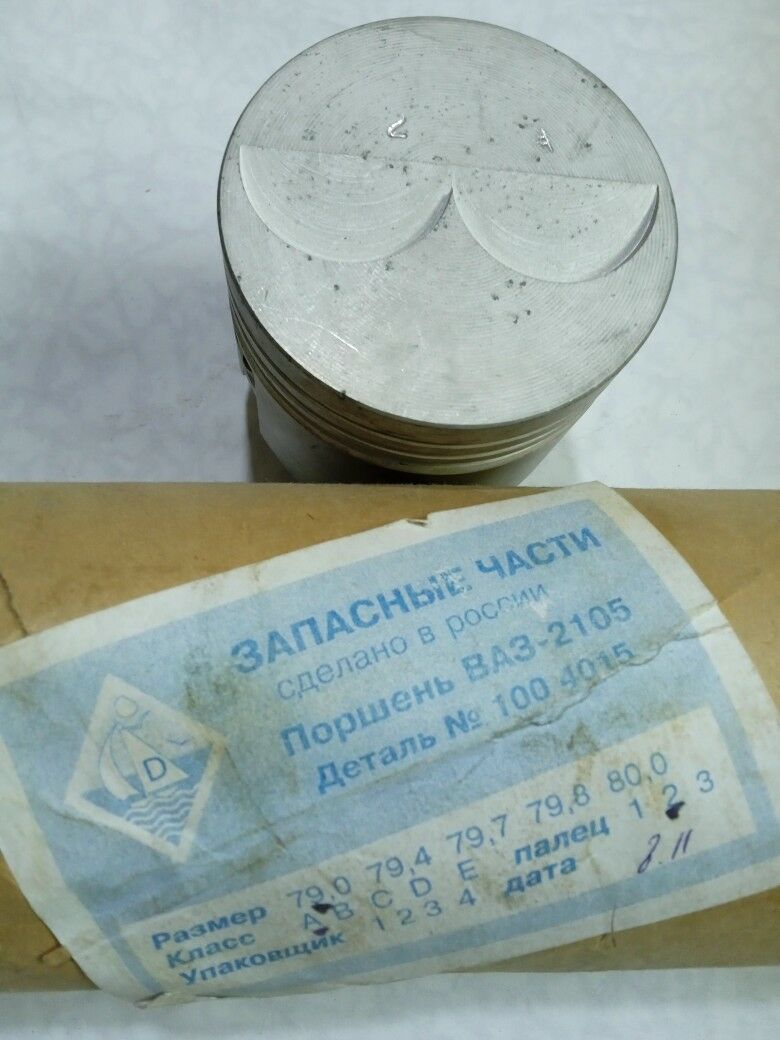 2 A
ЗАПАСНЫЕ ЧАСТИ
сделано в россии
Поршень ВАЗ-2105
Деталь № 100 4015
D
Размер 79,0 79,4 79,7 79,8 80,0
Класс A B C D E палец 1 2 3
Упаковщик 1 2 3 4 дата 8.11